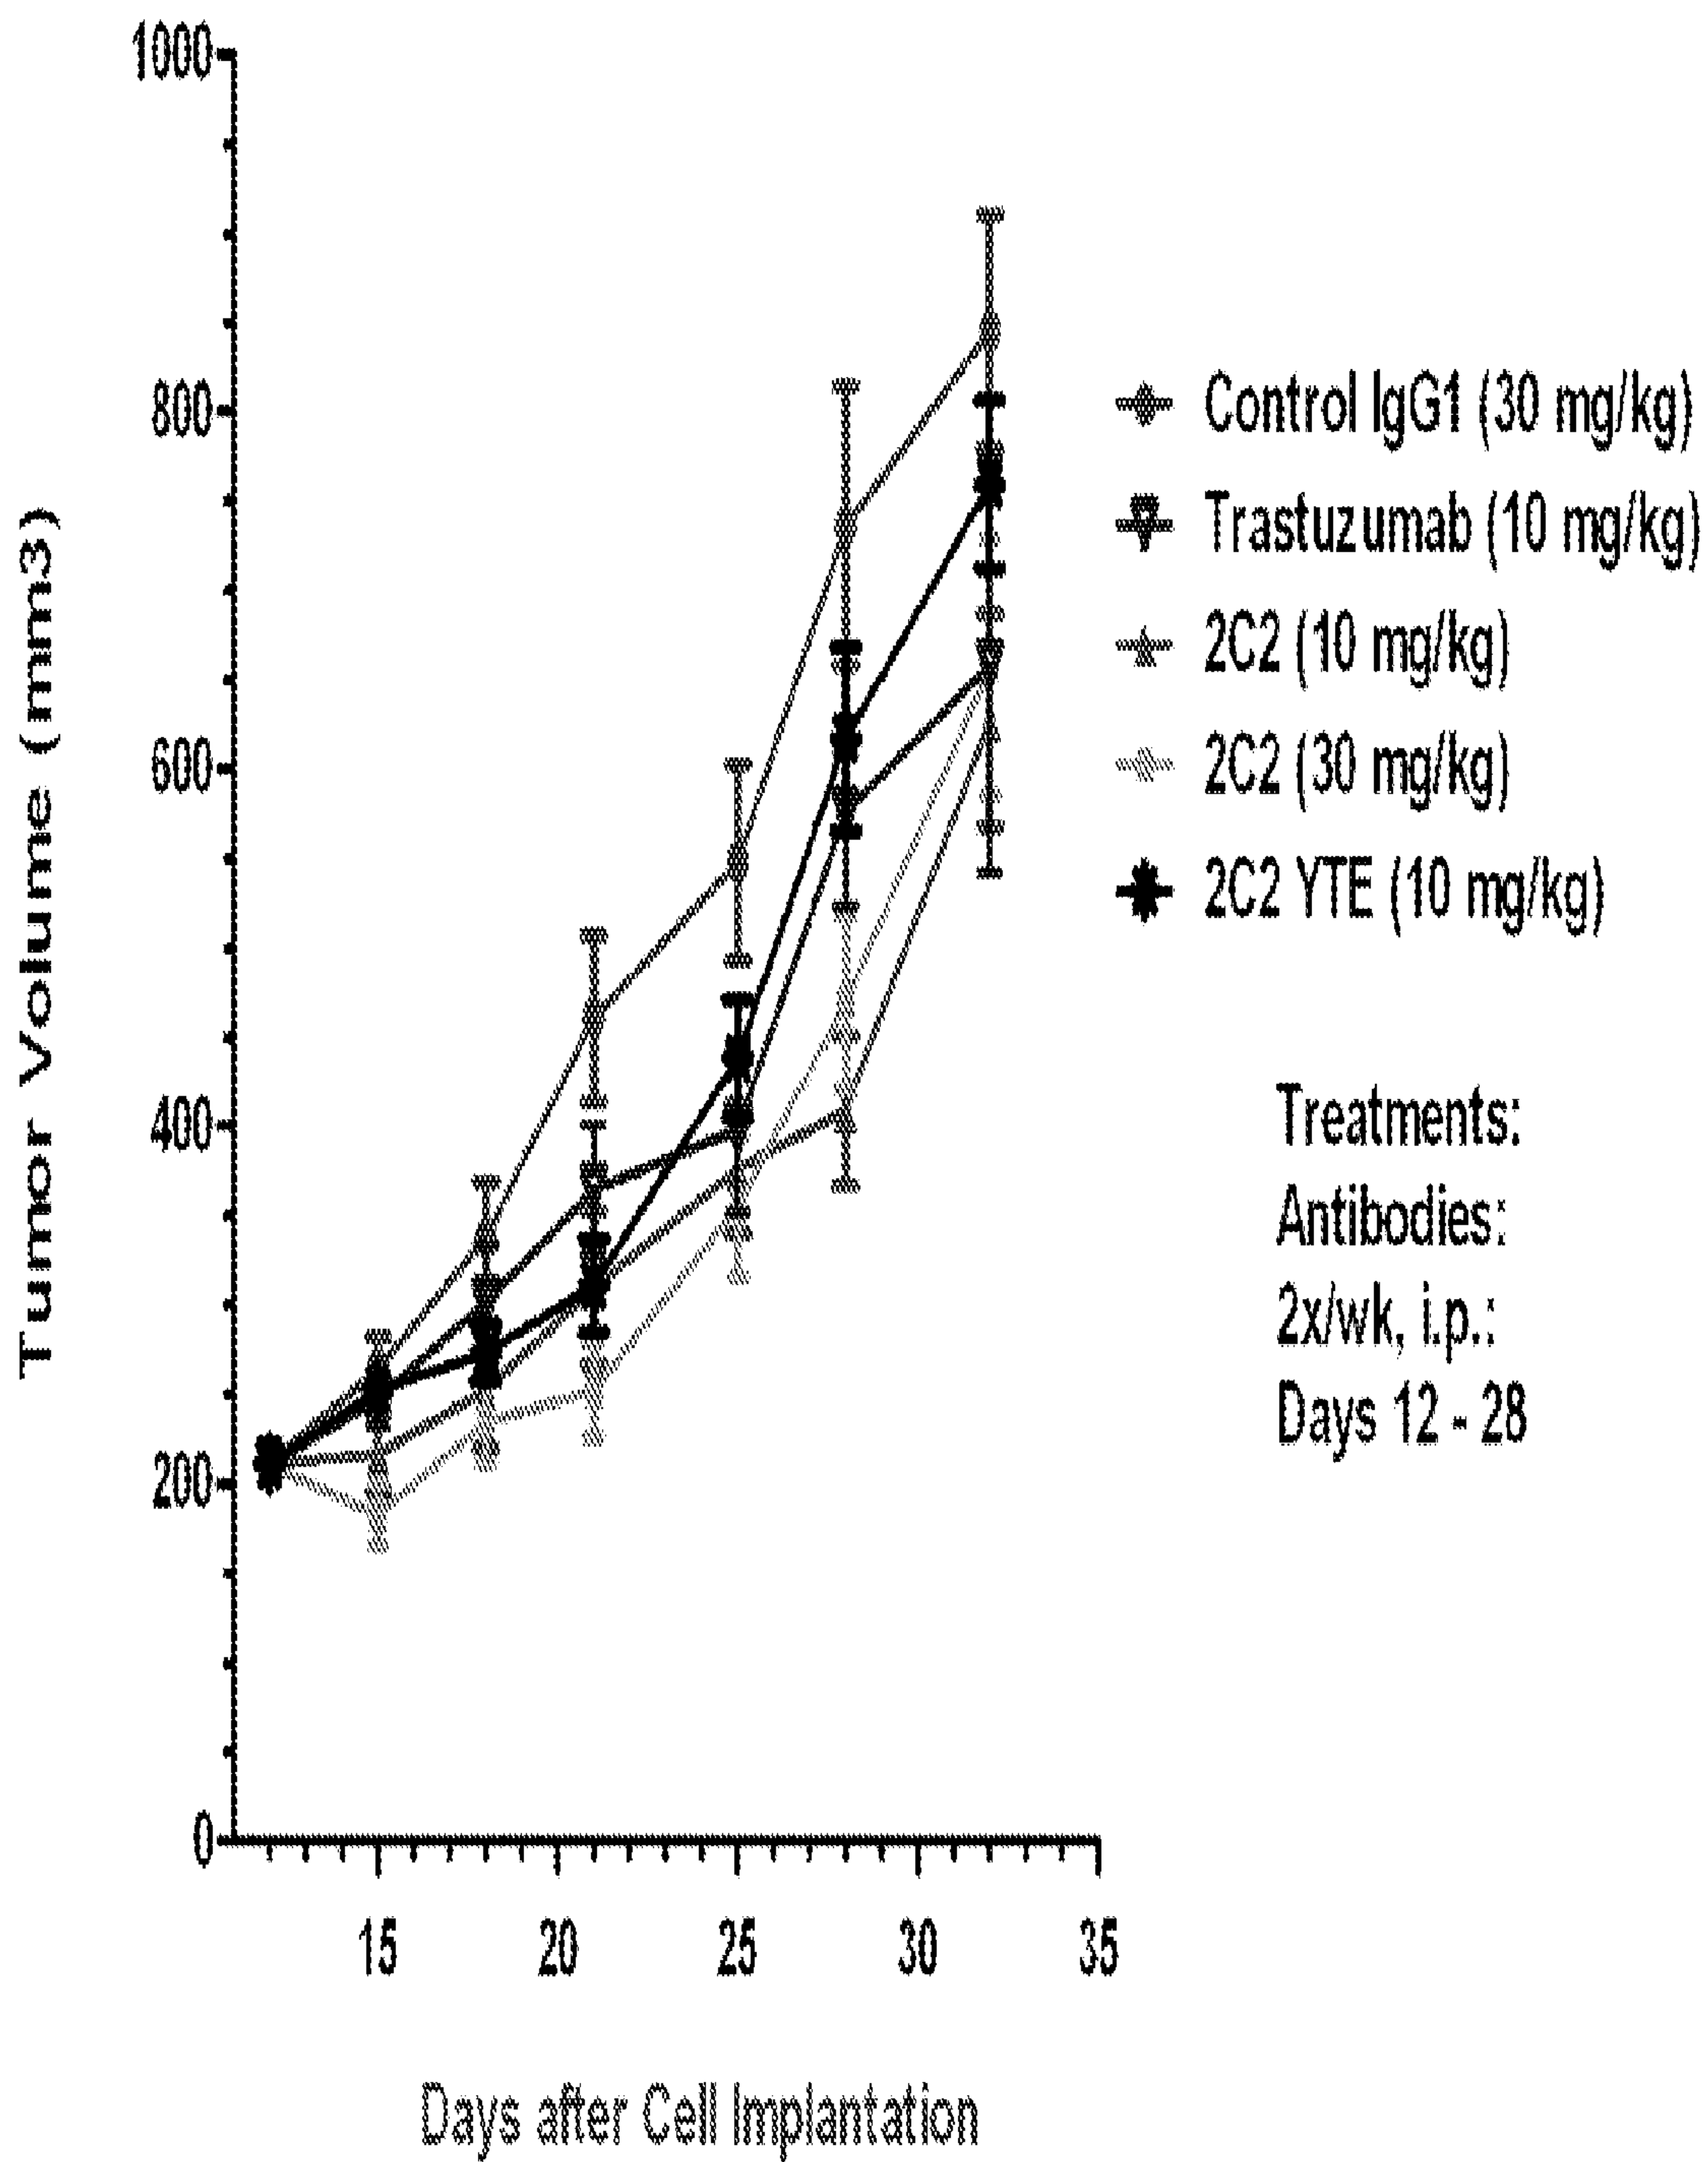 Tumor Volume (mm3)
1000
800
600
400
200
0
15 20 25 30 35
Days after Cell Implantation
Control IgG1 (30 mg/kg)
Trastuzumab (10 mg/kg)
2C2 (10 mg/kg)
2C2 (30 mg/kg)
2C2 YTE (10 mg/kg)
Treatments:
Antibodies:
2x/wk, i.p.:
Days 12 - 28